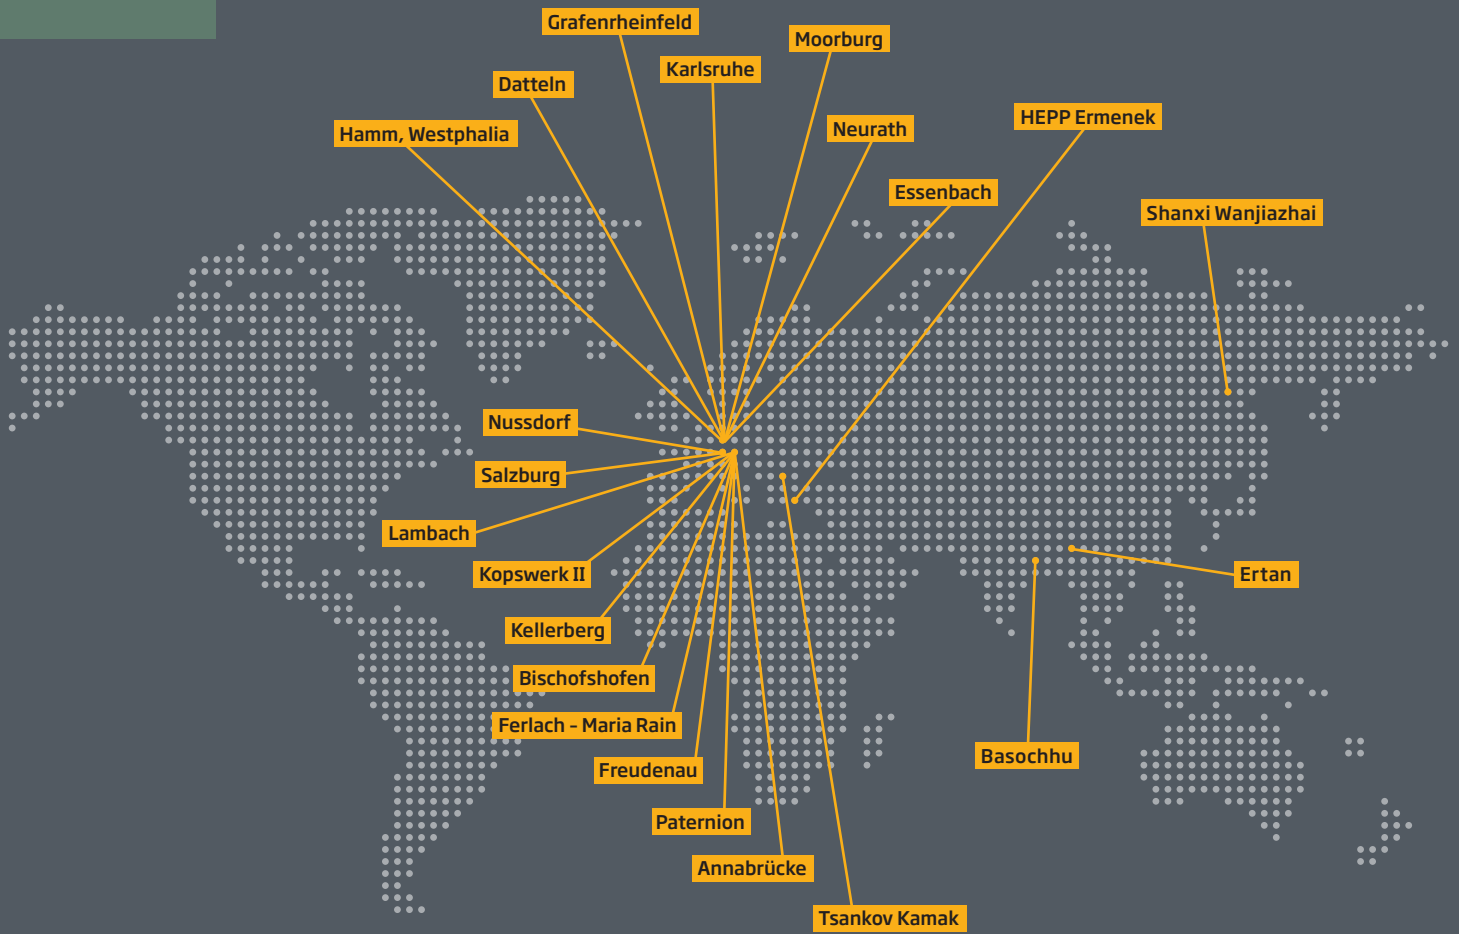 Grafenrheinfeld
Moorburg
Karlsruhe
Datteln
HEPP Ermenek
Neurath
Hamm, Westphalia
Essenbach
Shanxi Wanjiazhai
Nussdorf
Salzburg
Lambach
Kopswerk II
Ertan
Kellerberg
Bischofshofen
Ferlach – Maria Rain
Basochhu
Freudenau
Paternion
Annabrücke
Tsankov Kamak